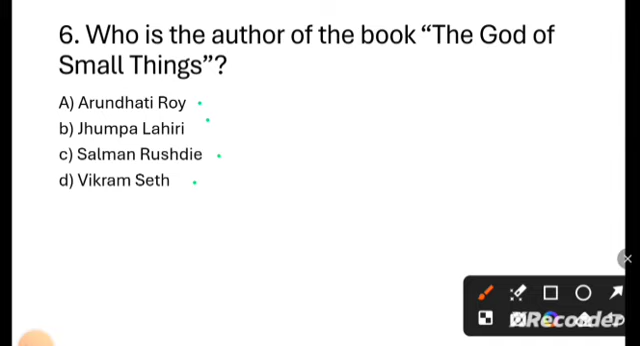 6. Who is the author of the book “The God of
Small Things”?
A) Arundhati Roy
b) Jhumpa Lahiri
c) Salman Rushdie
d) Vikram Seth
XRecorder